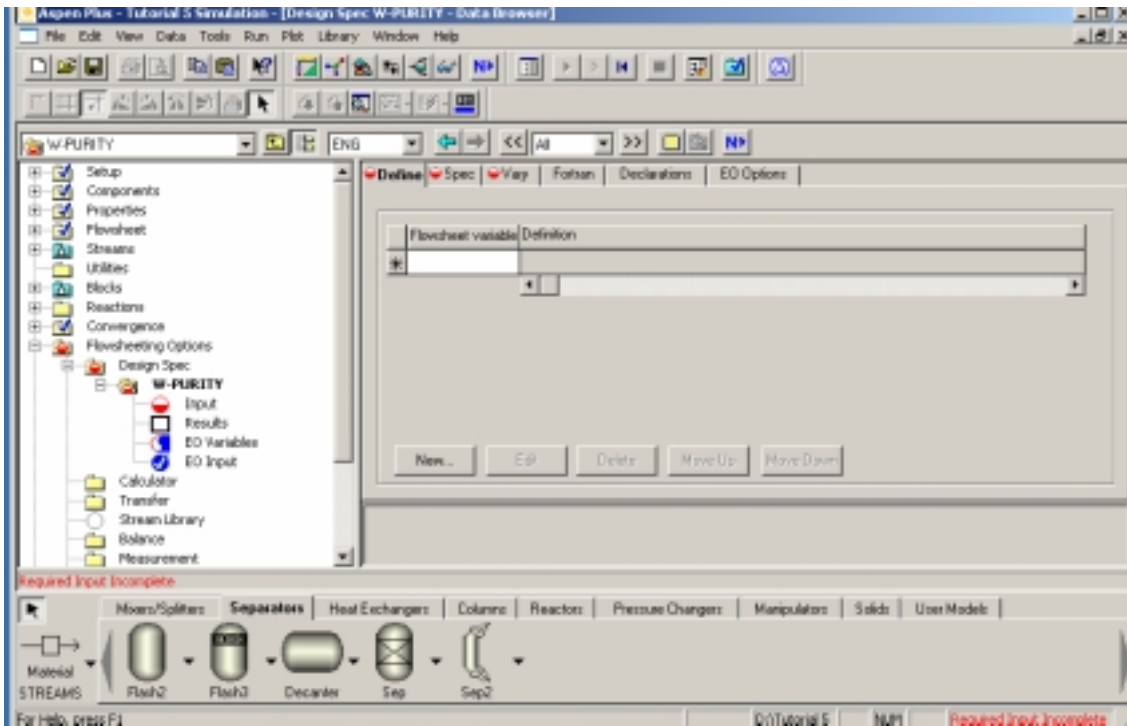 Aspen Plus - Tutorial 5 Simulation - [Design Spec W-PURITY - Data Browser]
File Edit View Data Tools Run Plot Library Window Help
N>
W-PURITY
ENG
<< All >>
N>
Setup
Components
Properties
Flowsheet
Streams
Utilities
Blocks
Reactions
Convergence
Flowsheeting Options
Design Spec
W-PURITY
Input
Results
EO Variables
EO Input
Calculator
Transfer
Stream Library
Balance
Measurement
Define Spec Vary Fortran Declarations EO Options
Flowsheet variable Definition
New... Edit Delete Move Up Move Down
Required Input Incomplete
Mixers/Splitters Separators Heat Exchangers Columns Reactors Pressure Changers Manipulators Solids User Models
Material
STREAMS Flash2 Flash3 Decanter Sep Sep2
For Help, press F1 D:\Tutorial 5 NUM Required Input Incomplete